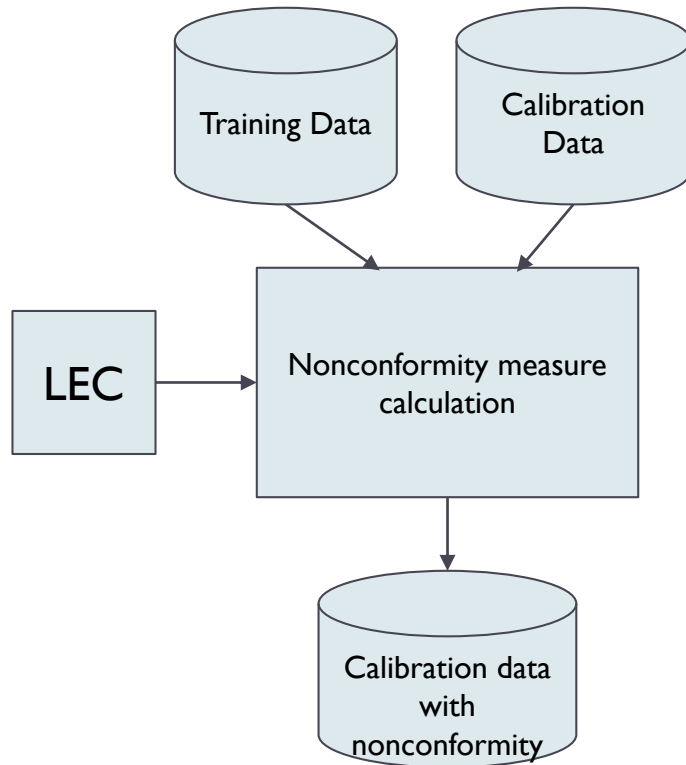 Training Data
Calibration
Data
LEC
Nonconformity measure
calculation
Calibration data
with
nonconformity